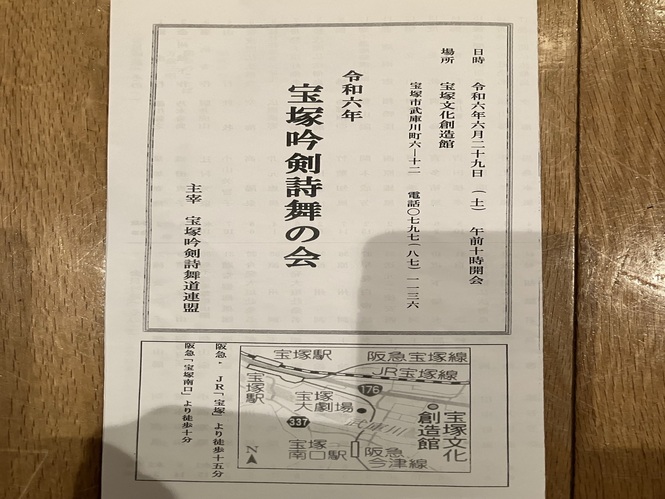 日時　令和六年六月二十九日（土）　午前十時開会
場所　宝塚文化創造館
宝塚市武庫川町六―十二　電話〇七九七（八七）一一三六
令和六年
宝塚吟剣詩舞の会
主宰　宝塚吟剣詩舞道連盟
宝塚駅
阪急宝塚線
JR宝塚線
宝塚駅
176
宝塚大劇場
宝塚文化創造館
337
武庫川
宝塚南口駅
阪急今津線
N
阪急・ＪＲ「宝塚」より徒歩十五分
阪急「宝塚南口」より徒歩十分